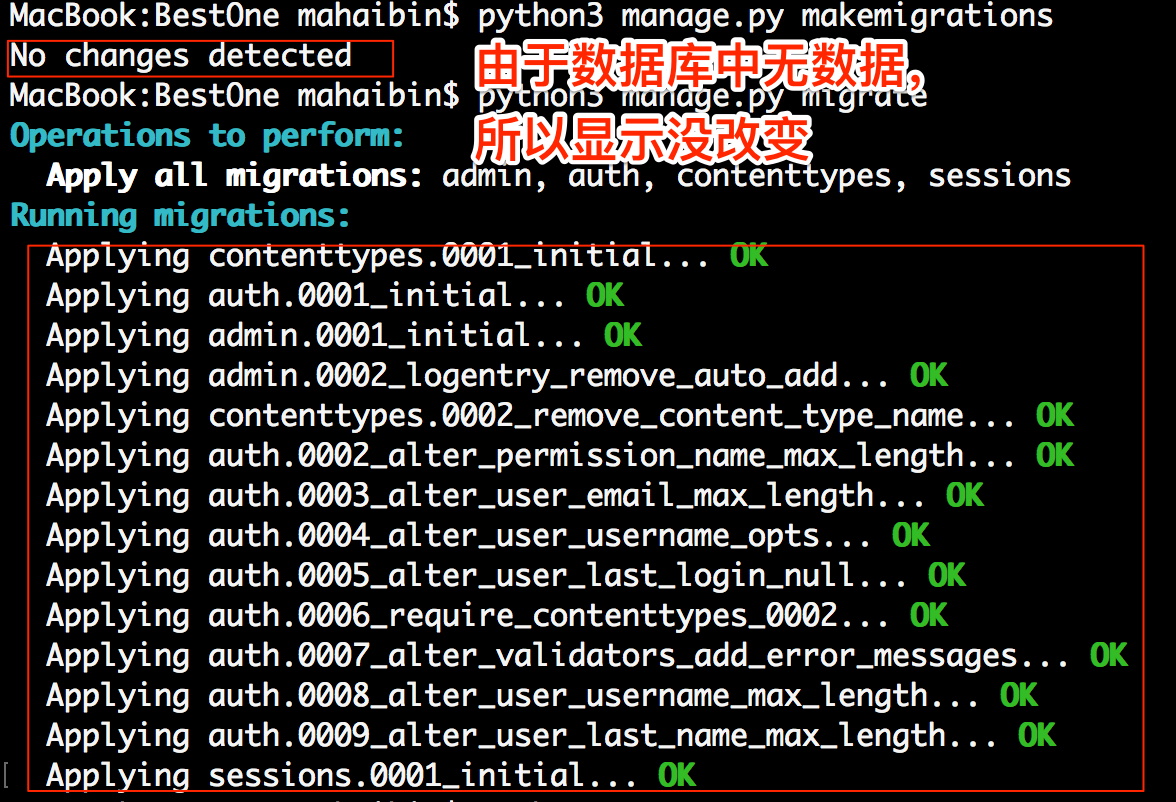 MacBook:BestOne mahaibin$ python3 manage.py makemigrations
No changes detected
由于数据库中无数据,
MacBook:BestOne mahaibin$ python3 manage.py migrate
所以显示没改变
Operations to perform:
Apply all migrations: admin, auth, contenttypes, sessions
Running migrations:
Applying contenttypes.0001_initial... OK
Applying auth.0001_initial... OK
Applying admin.0001_initial... OK
Applying admin.0002_logentry_remove_auto_add... OK
Applying contenttypes.0002_remove_content_type_name... OK
Applying auth.0002_alter_permission_name_max_length... OK
Applying auth.0003_alter_user_email_max_length... OK
Applying auth.0004_alter_user_username_opts... OK
Applying auth.0005_alter_user_last_login_null... OK
Applying auth.0006_require_contenttypes_0002... OK
Applying auth.0007_alter_validators_add_error_messages... OK
Applying auth.0008_alter_user_username_max_length... OK
Applying auth.0009_alter_user_last_name_max_length... OK
Applying sessions.0001_initial... OK